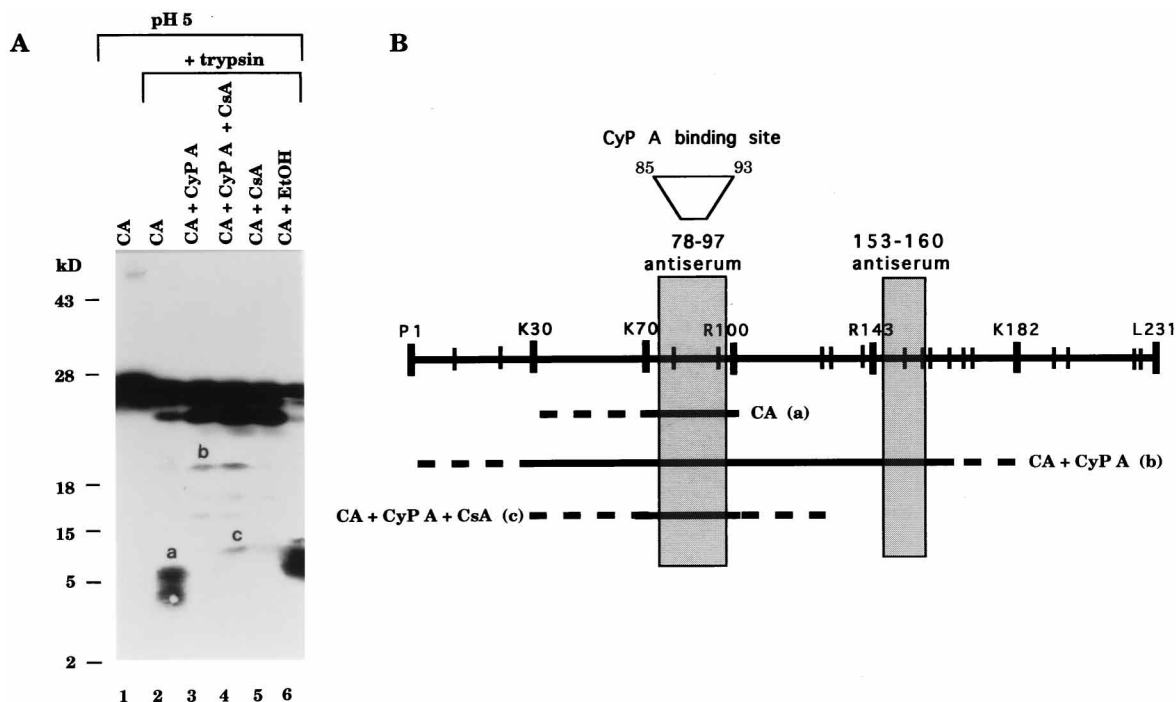 A
pH 5
+ trypsin
CA
CA
CA + CyP A
CA + CyP A + CsA
CA + CsA
CA + EtOH
kD
43
28
18
15
5
2
a
b
c
1 2 3 4 5 6
B
CyP A binding site
85 93
78-97
antiserum
153-160
antiserum
P1 K30 K70 R100 R143 K182 L231
CA (a)
CA + CyP A (b)
CA + CyP A + CsA (c)